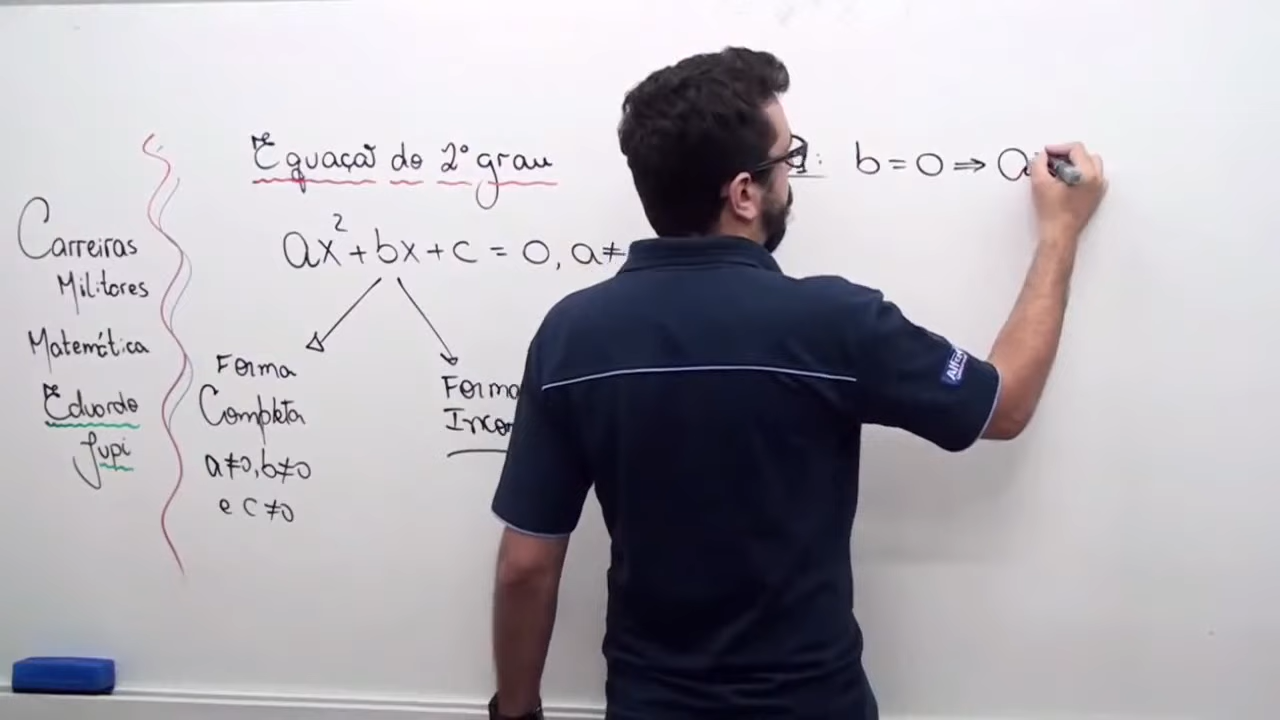 Carreiras
Militares
Matemática
Eduardo
Jupi
Equação do 2° grau
ax² + bx + c = 0, a ≠
Forma
Completa
a≠0, b≠0
e c ≠0
Forma
b = 0 ⇒ a